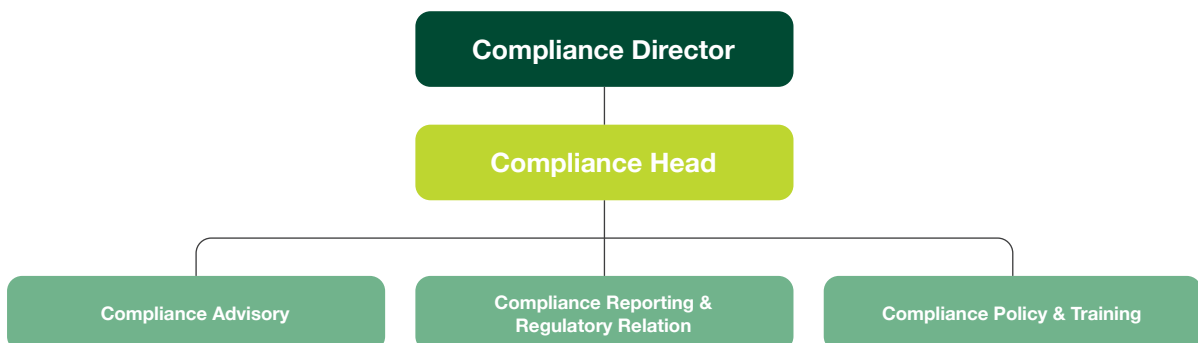 Compliance Director
Compliance Head
Compliance Advisory
Compliance Reporting &
Regulatory Relation
Compliance Policy & Training